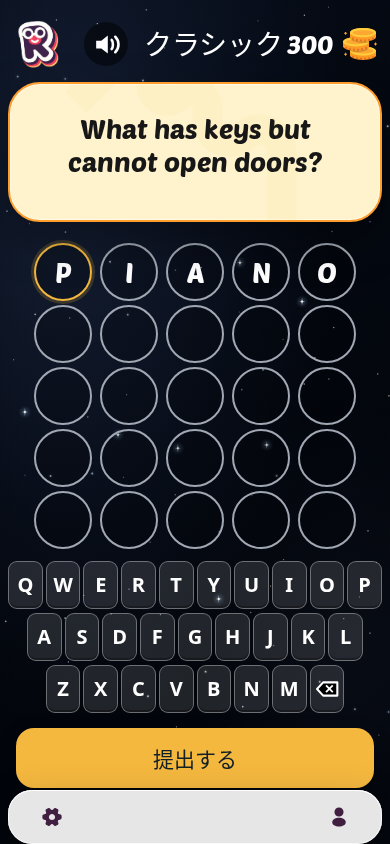 クラシック 300
What has keys but
cannot open doors?
P I A N O
Q W E R T Y U I O P
A S D F G H J K L
Z X C V B N M
提出する